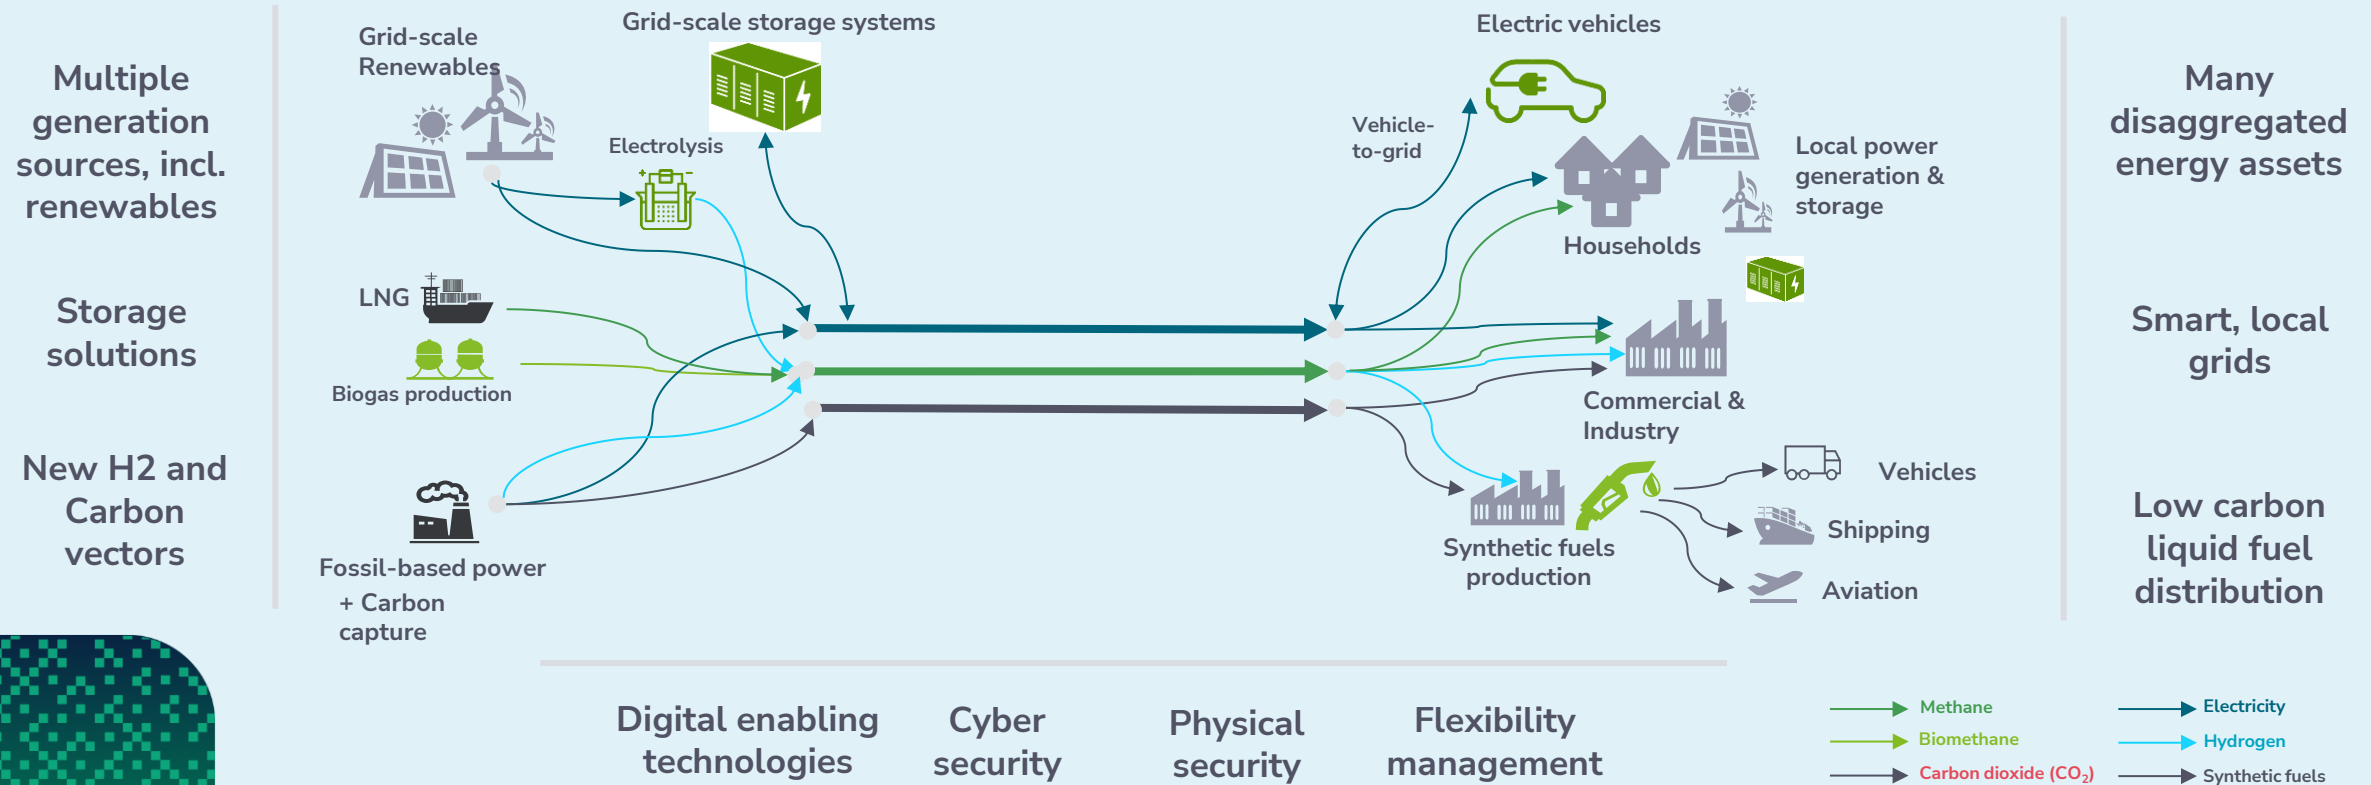 Multiple
generation
sources, incl.
renewables
Storage
solutions
New H2 and
Carbon
vectors
Grid-scale
Renewables
Grid-scale storage systems
Electrolysis
LNG
Biogas production
Fossil-based power
+ Carbon
capture
Electric vehicles
Vehicle-
to-grid
Local power
generation &
storage
Households
Commercial &
Industry
Synthetic fuels
production
Vehicles
Shipping
Aviation
Many
disaggregated
energy assets
Smart, local
grids
Low carbon
liquid fuel
distribution
Digital enabling
technologies
Cyber
security
Physical
security
Flexibility
management
Methane
Biomethane
Carbon dioxide (CO₂)
Electricity
Hydrogen
Synthetic fuels